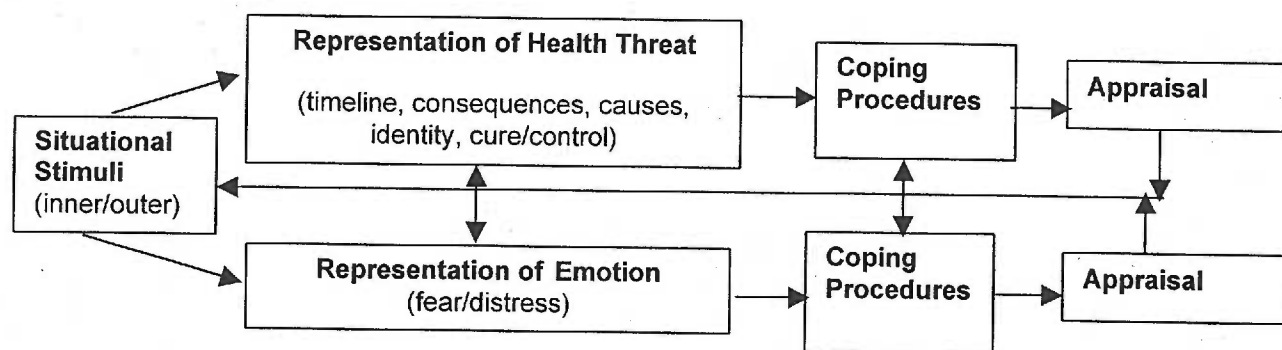 Representation of Health Threat
(timeline, consequences, causes,
identity, cure/control)
Coping
Procedures
Appraisal
Situational
Stimuli
(inner/outer)
Representation of Emotion
(fear/distress)
Coping
Procedures
Appraisal